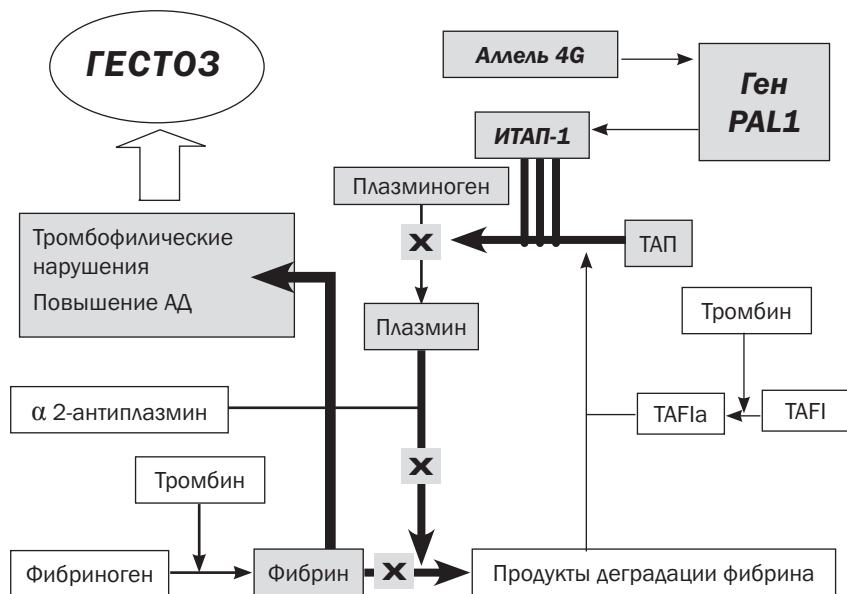 ГЕСТОЗ
Аллель 4G
Ген
PAL1
ИТАП-1
Плазминоген
Тромбофилические
нарушения
Повышение АД
X
ТАП
Плазмин
Тромбин
α 2-антиплазмин
TAFIa
TAFI
X
Тромбин
Фибриноген
Фибрин
X
Продукты деградации фибрина